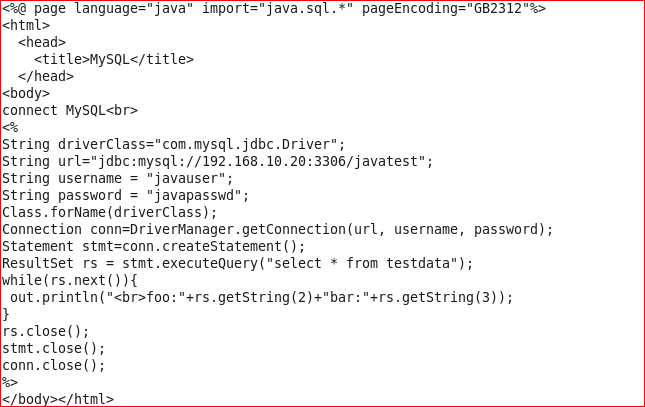 <%@ page language="java" import="java.sql.*" pageEncoding="GB2312"%>
<html>
  <head>
    <title>MySQL</title>
  </head>
<body>
connect MySQL<br>
<%
String driverClass="com.mysql.jdbc.Driver";
String url="jdbc:mysql://192.168.10.20:3306/javatest";
String username = "javauser";
String password = "javapasswd";
Class.forName(driverClass);
Connection conn=DriverManager.getConnection(url, username, password);
Statement stmt=conn.createStatement();
ResultSet rs = stmt.executeQuery("select * from testdata");
while(rs.next()){
 out.println("<br>foo:"+rs.getString(2)+"bar:"+rs.getString(3));
}
rs.close();
stmt.close();
conn.close();
%>
</body></html>